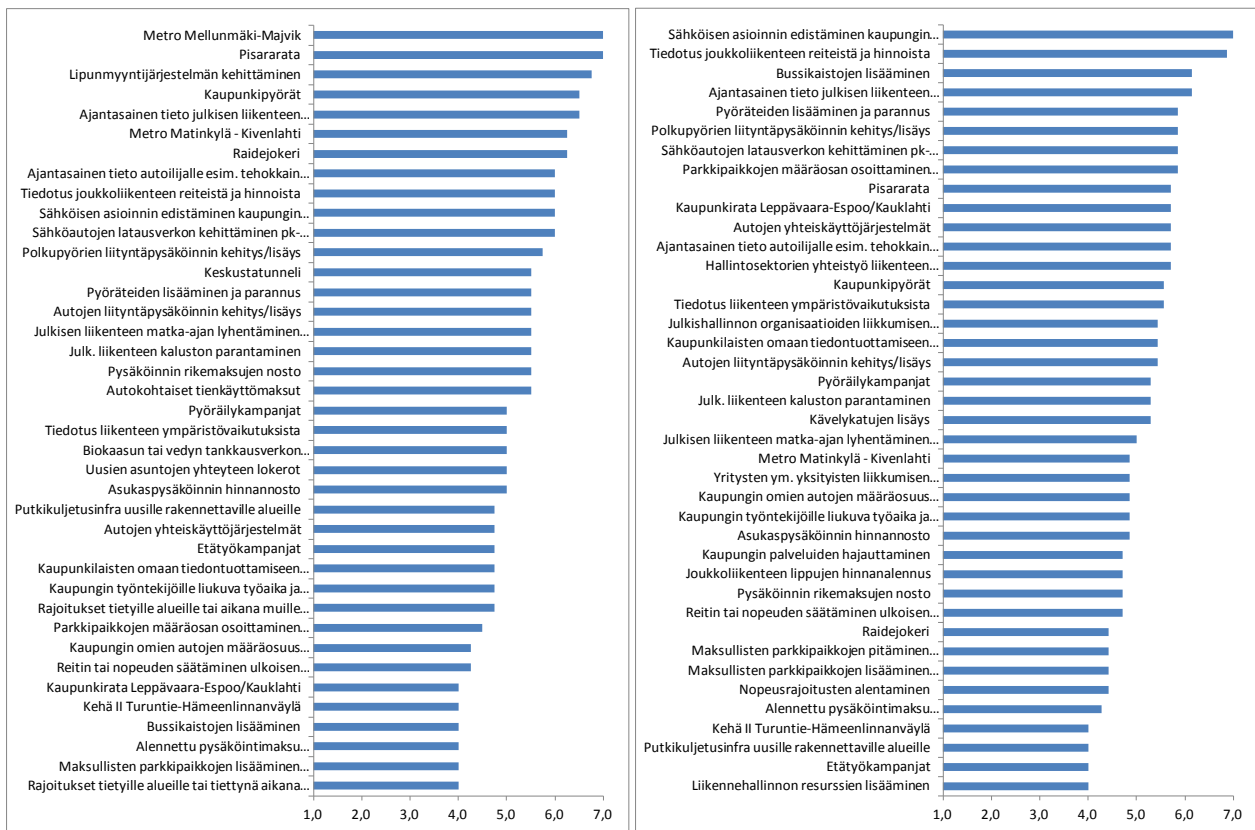 Metro Mellunmäki-Majvik
Pisararata
Lipunmyyntijärjestelmän kehittäminen
Kaupunkipyörät
Ajantasainen tieto julkisen liikenteen…
Metro Matinkylä - Kivenlahti
Raidejokeri
Ajantasainen tieto autoilijalle esim. tehokkain…
Tiedotus joukkoliikenteen reiteistä ja hinnoista
Sähköisen asioinnin edistäminen kaupungin…
Sähköautojen latausverkon kehittäminen pk-…
Polkupyörien liityntäpysäköinnin kehitys/lisäys
Keskustatunneli
Pyöräteiden lisääminen ja parannus
Autojen liityntäpysäköinnin kehitys/lisäys
Julkisen liikenteen matka-ajan lyhentäminen…
Julk. liikenteen kaluston parantaminen
Pysäköinnin rikemaksujen nosto
Autokohtaiset tienkäyttömaksut
Pyöräilykampanjat
Tiedotus liikenteen ympäristövaikutuksista
Biokaasun tai vedyn tankkausverkon…
Uusien asuntojen yhteyteen lokerot
Asukaspysäköinnin hinnannosto
Putkikuljetusinfra uusille rakennettaville alueille
Autojen yhteiskäyttöjärjestelmät
Etätyökampanjat
Kaupunkilaisten omaan tiedontuottamiseen…
Kaupungin työntekijöille liukuva työaika ja…
Rajoitukset tietyille alueille tai aikana muille…
Parkkipaikkojen määräosan osoittaminen…
Kaupungin omien autojen määräosuus…
Reitin tai nopeuden säätäminen ulkoisen…
Kaupunkirata Leppävaara-Espoo/Kauklahti
Kehä II Turuntie-Hämeenlinnanväylä
Bussikaistojen lisääminen
Alennettu pysäköintimaksu…
Maksullisten parkkipaikkojen lisääminen…
Rajoitukset tietyille alueille tai tiettynä aikana…
1,0 2,0 3,0 4,0 5,0 6,0 7,0
Sähköisen asioinnin edistäminen kaupungin…
Tiedotus joukkoliikenteen reiteistä ja hinnoista
Bussikaistojen lisääminen
Ajantasainen tieto julkisen liikenteen…
Pyöräteiden lisääminen ja parannus
Polkupyörien liityntäpysäköinnin kehitys/lisäys
Sähköautojen latausverkon kehittäminen pk-…
Parkkipaikkojen määräosan osoittaminen…
Pisararata
Kaupunkirata Leppävaara-Espoo/Kauklahti
Autojen yhteiskäyttöjärjestelmät
Ajantasainen tieto autoilijalle esim. tehokkain…
Hallintosektorien yhteistyö liikenteen…
Kaupunkipyörät
Tiedotus liikenteen ympäristövaikutuksista
Julkishallinnon organisaatioiden liikkumisen…
Kaupunkilaisten omaan tiedontuottamiseen…
Autojen liityntäpysäköinnin kehitys/lisäys
Pyöräilykampanjat
Julk. liikenteen kaluston parantaminen
Kävelykatujen lisäys
Julkisen liikenteen matka-ajan lyhentäminen…
Metro Matinkylä - Kivenlahti
Yritysten ym. yksityisten liikkumisen…
Kaupungin omien autojen määräosuus…
Kaupungin työntekijöille liukuva työaika ja…
Asukaspysäköinnin hinnannosto
Kaupungin palveluiden hajauttaminen
Joukkoliikenteen lippujen hinnanalennus
Pysäköinnin rikemaksujen nosto
Reitin tai nopeuden säätäminen ulkoisen…
Raidejokeri
Maksullisten parkkipaikkojen pitäminen…
Maksullisten parkkipaikkojen lisääminen…
Nopeusrajoitusten alentaminen
Alennettu pysäköintimaksu…
Kehä II Turuntie-Hämeenlinnanväylä
Putkikuljetusinfra uusille rakennettaville alueille
Etätyökampanjat
Liikennehallinnon resurssien lisääminen
1,0 2,0 3,0 4,0 5,0 6,0 7,0